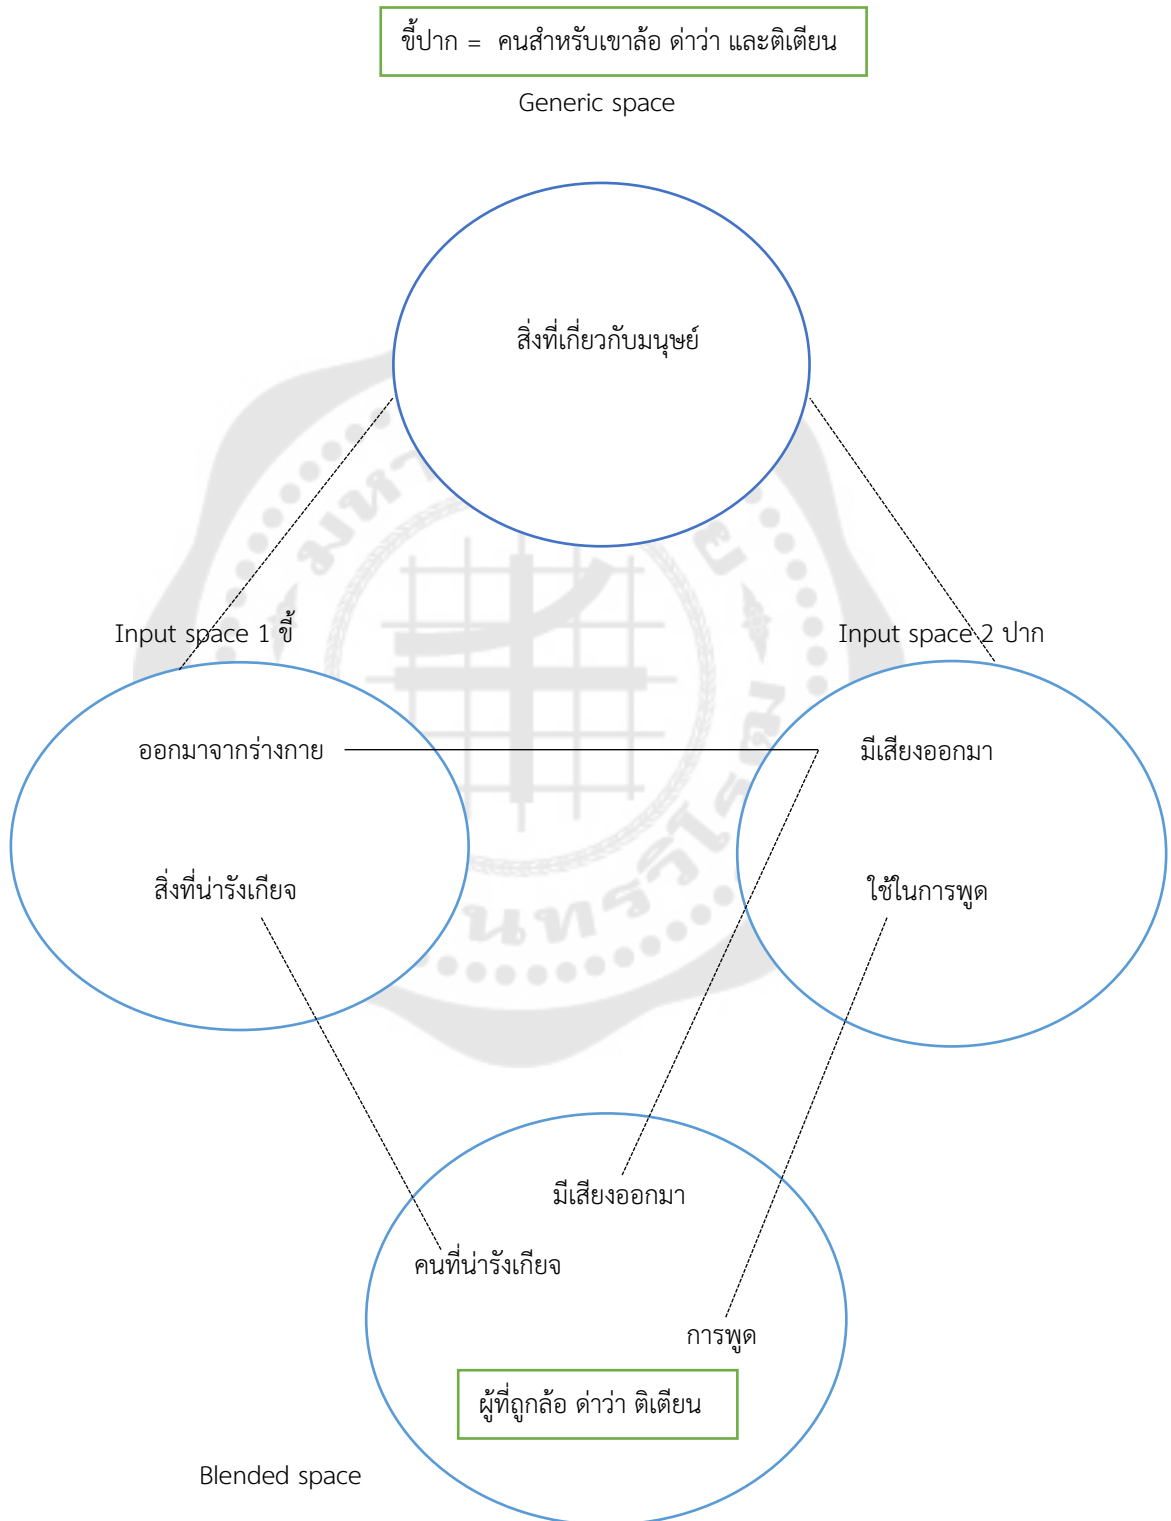 ขี้ปาก = คนสำหรับเขาล้อ ด่าว่า และติเตียน
Generic space
สิ่งที่เกี่ยวกับมนุษย์
Input space 1 ขี้
Input space 2 ปาก
ออกมาจากร่างกาย
มีเสียงออกมา
สิ่งที่น่ารังเกียจ
ใช้ในการพูด
มีเสียงออกมา
คนที่น่ารังเกียจ
การพูด
ผู้ที่ถูกล้อ ด่าว่า ติเตียน
Blended space